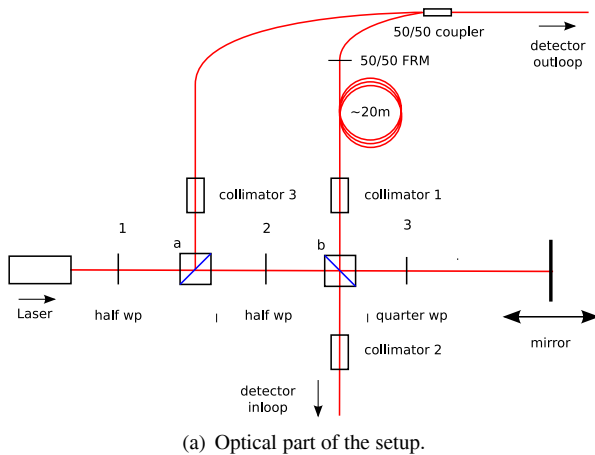 50/50 coupler
detector
outloop
50/50 FRM
~20m
collimator 3
collimator 1
1
a
2
b
3
Laser
half wp
half wp
quarter wp
mirror
collimator 2
detector
inloop
(a) Optical part of the setup.